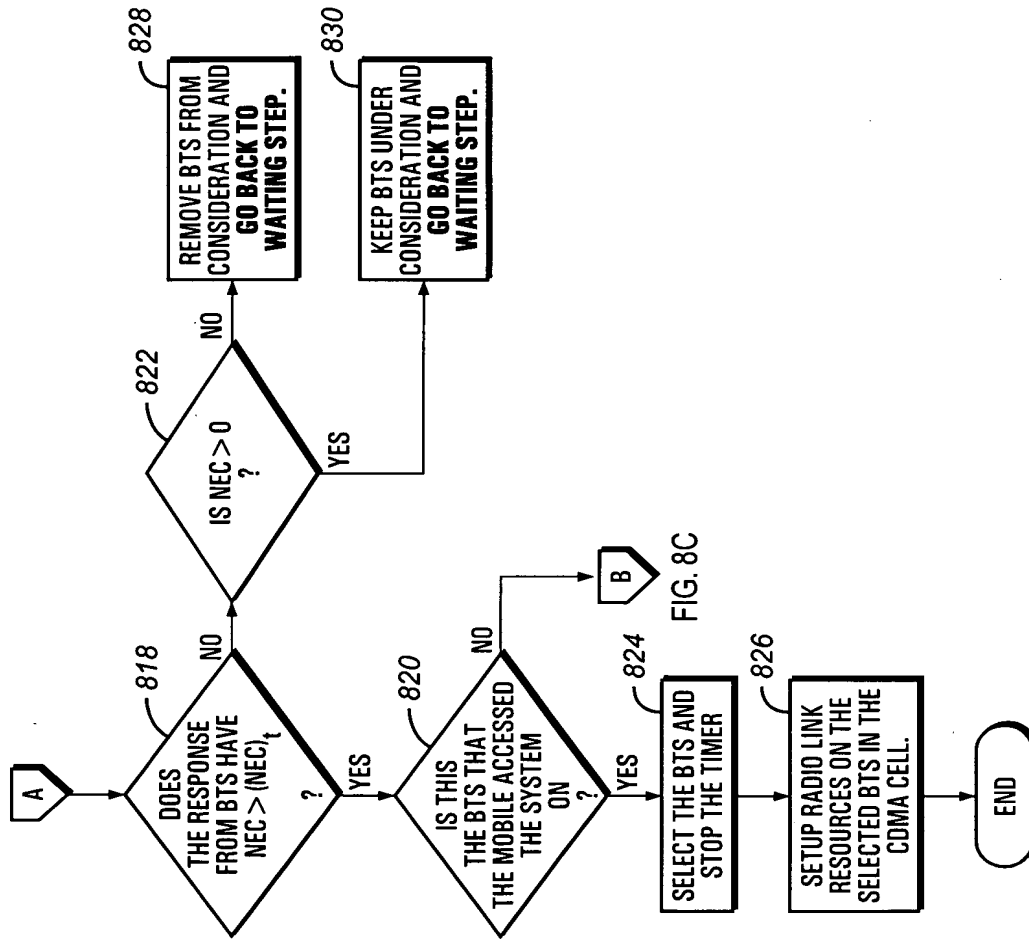 A
818
DOES
THE RESPONSE
FROM BTS HAVE
NEC > (NEC)t
?
NO
YES
822
IS NEC > 0
?
NO
YES
828
REMOVE BTS FROM
CONSIDERATION AND
GO BACK TO
WAITING STEP.
830
KEEP BTS UNDER
CONSIDERATION AND
GO BACK TO
WAITING STEP.
820
IS THIS
THE BTS THAT
THE MOBILE ACCESSED
THE SYSTEM
ON
?
NO
YES
B
FIG. 8C
824
SELECT THE BTS AND
STOP THE TIMER
826
SETUP RADIO LINK
RESOURCES ON THE
SELECTED BTS IN THE
CDMA CELL.
END